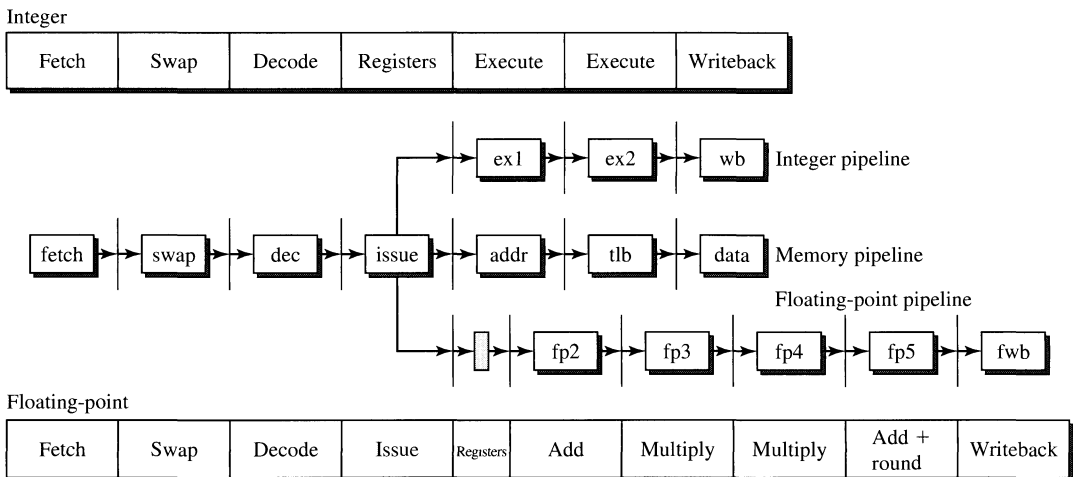 Integer
Fetch Swap Decode Registers Execute Execute Writeback
ex1 ex2 wb Integer pipeline
fetch swap dec issue addr tlb data Memory pipeline
Floating-point pipeline
fp2 fp3 fp4 fp5 fwb
Floating-point
Fetch Swap Decode Issue Registers Add Multiply Multiply Add +
round Writeback